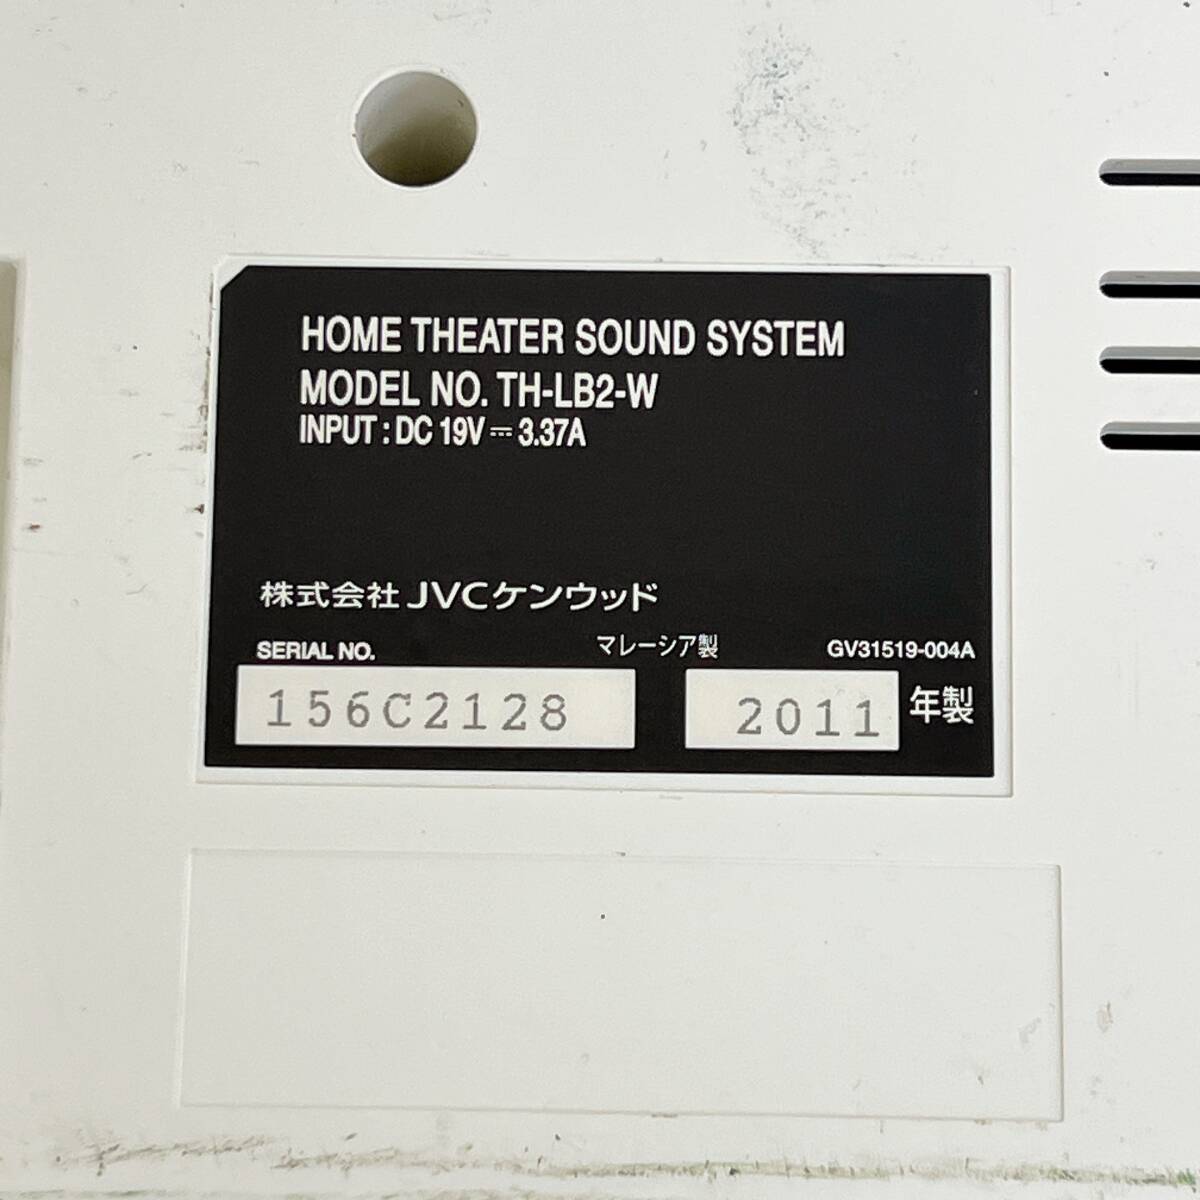 HOME THEATER SOUND SYSTEM
MODEL NO. TH-LB2-W
INPUT : DC 19V ⎓ 3.37A
株式会社 JVCケンウッド
SERIAL NO. マレーシア製 GV31519-004A
156C2128 2011 年製